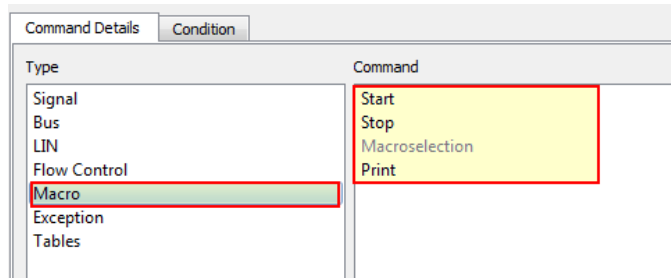 Command Details Condition
Type Command
Signal
Bus
LIN
Flow Control
Macro
Exception
Tables
Start
Stop
Macroselection
Print